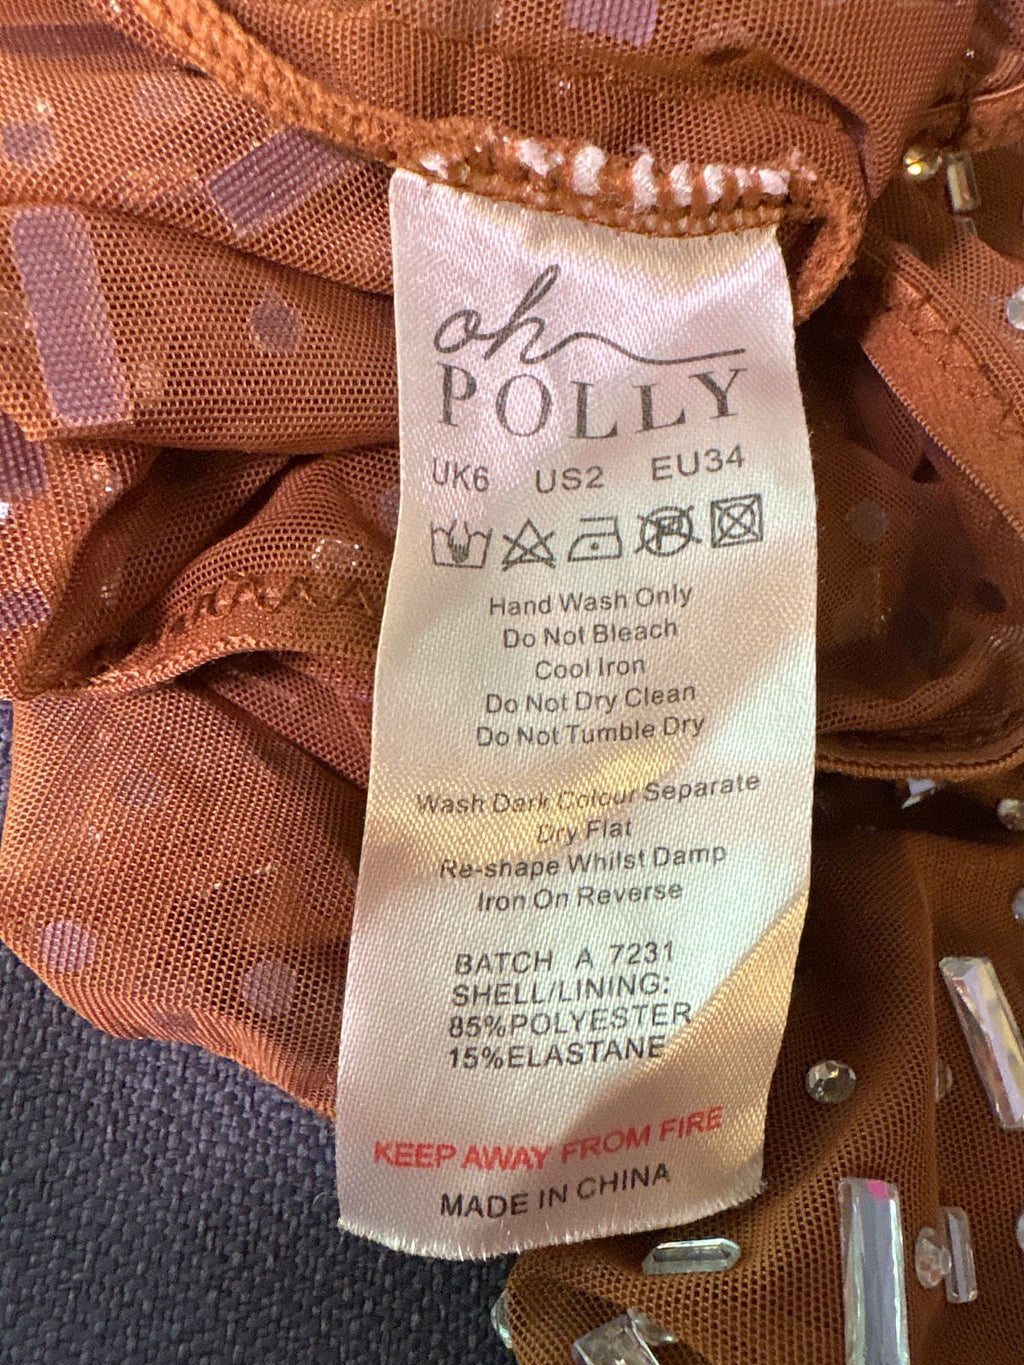 oh
POLLY
UK6 US2 EU34
Hand Wash Only
Do Not Bleach
Cool Iron
Do Not Dry Clean
Do Not Tumble Dry
Wash Dark Colour Separate
Dry Flat
Re-shape Whilst Damp
Iron On Reverse
BATCH A 7231
SHELL/LINING:
85%POLYESTER
15%ELASTANE
KEEP AWAY FROM FIRE
MADE IN CHINA